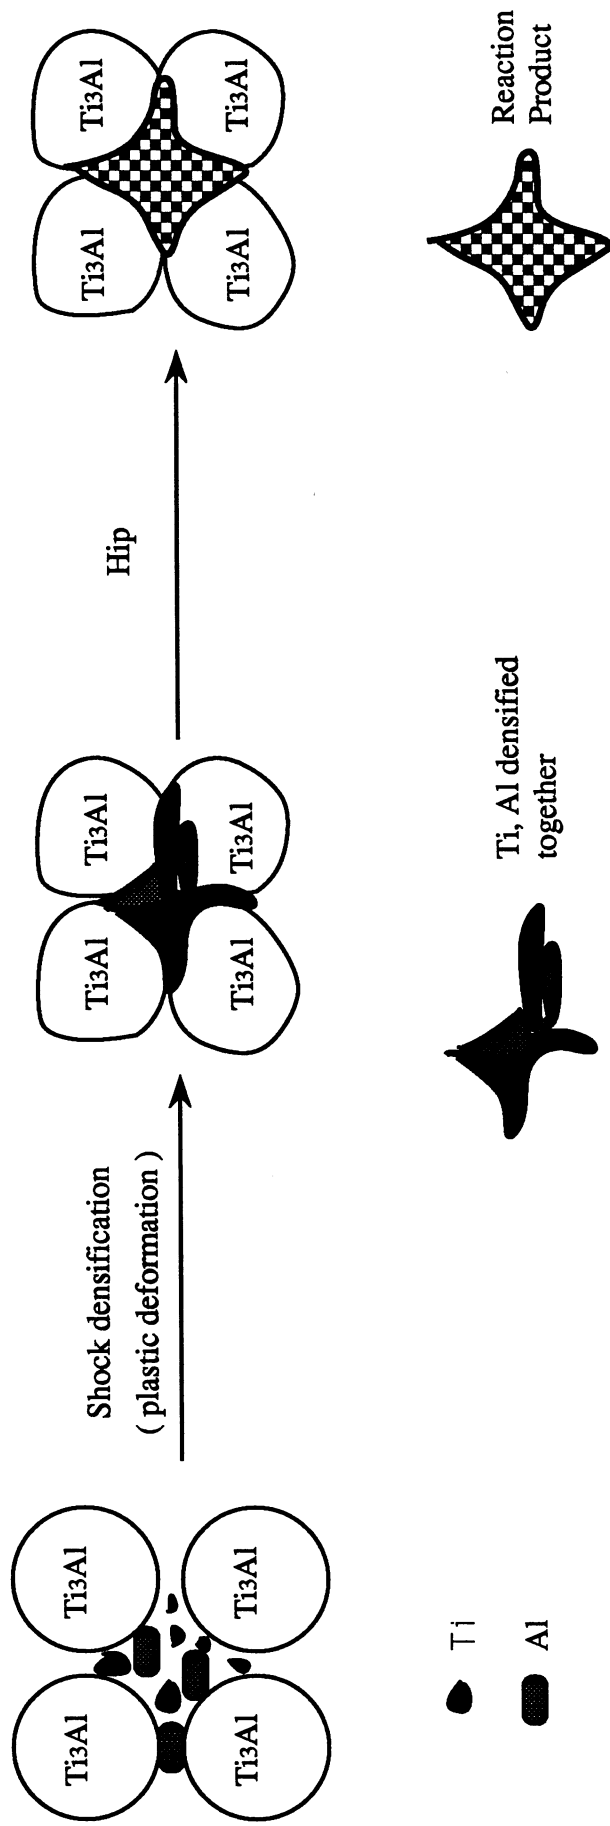 Ti3Al
Ti3Al
Ti3Al
Ti3Al
Shock densification
( plastic deformation )
Ti3Al
Ti3Al
Ti3Al
Ti3Al
Hip
Ti3Al
Ti3Al
Ti3Al
Ti3Al
Ti
Al
Ti, Al densified
together
Reaction
Product